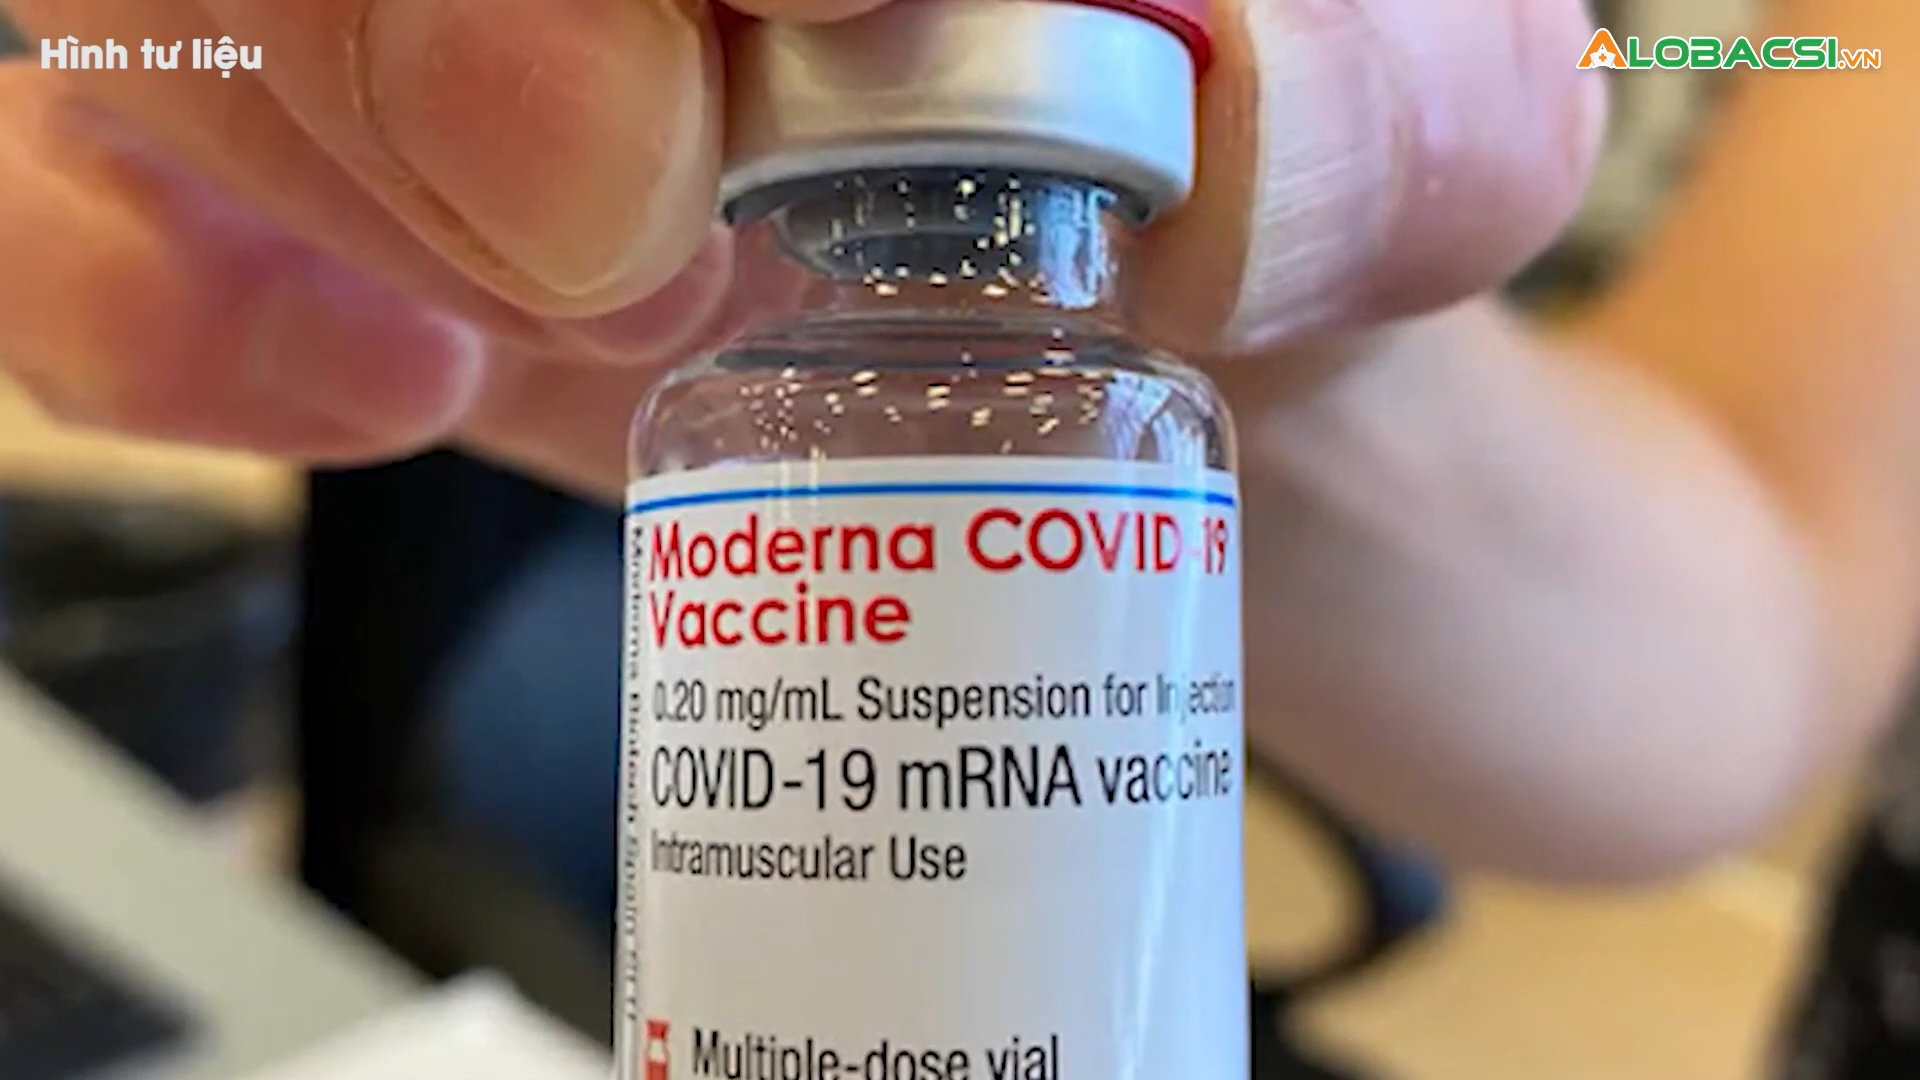 Hình tư liệu
ALOBACSI.VN
Moderna COVID-19
Vaccine
0.20 mg/mL Suspension for Injection
COVID-19 mRNA vaccine
Intramuscular Use
Multiple-dose vial